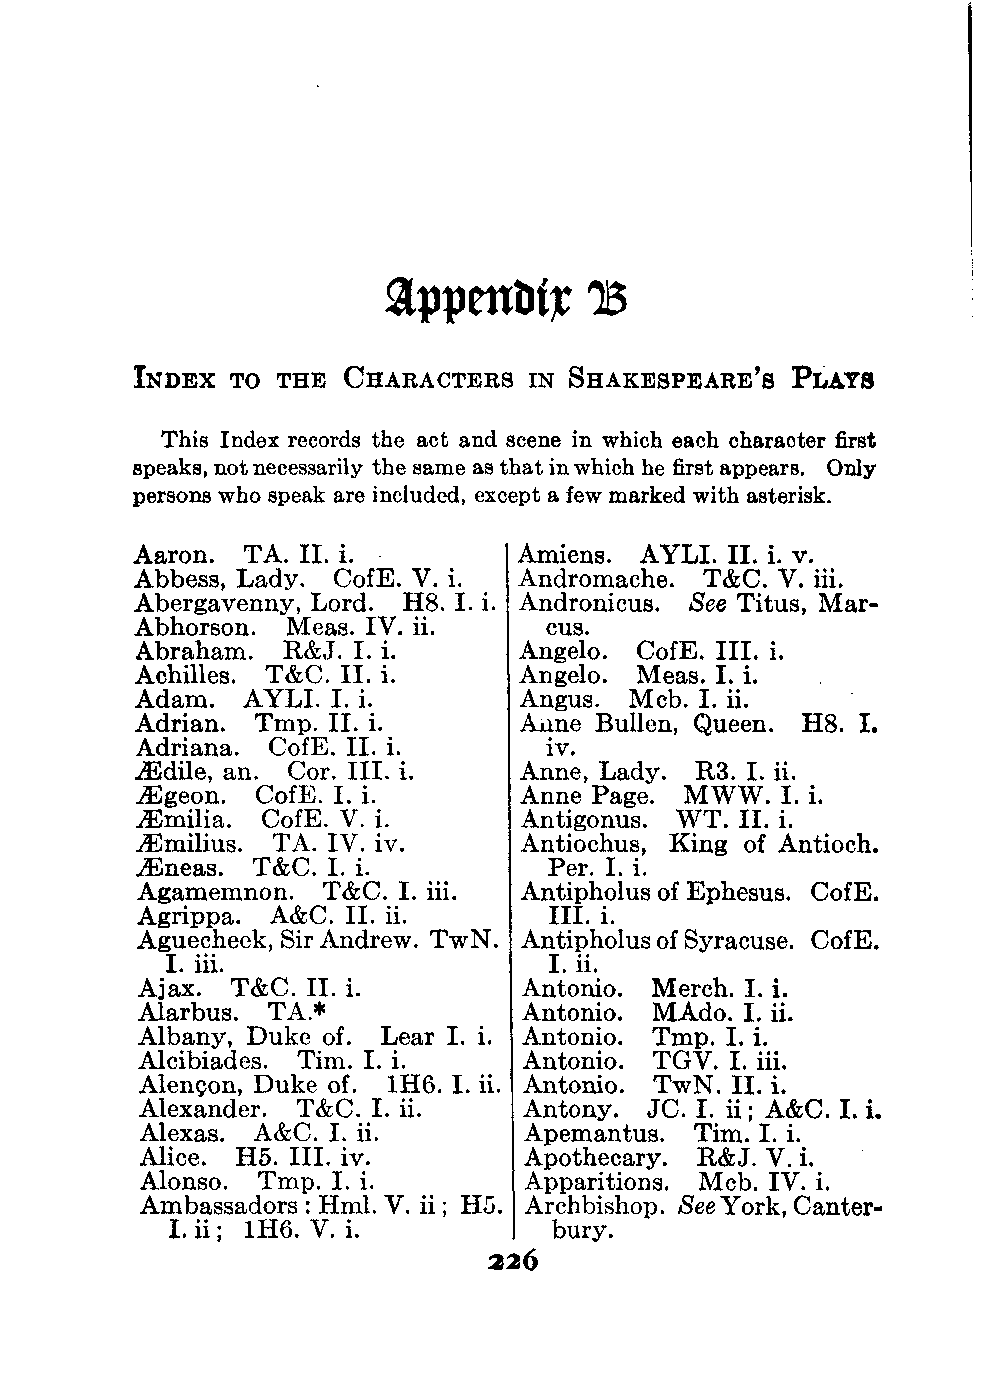 Appendix B
INDEX TO THE CHARACTERS IN SHAKESPEARE'S PLAYS
This Index records the act and scene in which each character first
speaks, not necessarily the same as that in which he first appears. Only
persons who speak are included, except a few marked with asterisk.
Aaron. TA. II. i.
Abbess, Lady. CofE. V. i.
Abergavenny, Lord. H8. I. i.
Abhorson. Meas. IV. ii.
Abraham. R&J. I. i.
Achilles. T&C. II. i.
Adam. AYLI. I. i.
Adrian. Tmp. II. i.
Adriana. CofE. II. i.
Ædile, an. Cor. III. i.
Ægeon. CofE. I. i.
Æmilia. CofE. V. i.
Æmilius. TA. IV. iv.
Æneas. T&C. I. i.
Agamemnon. T&C. I. iii.
Agrippa. A&C. II. ii.
Aguecheek, Sir Andrew. TwN.
I. iii.
Ajax. T&C. II. i.
Alarbus. TA.*
Albany, Duke of. Lear I. i.
Alcibiades. Tim. I. i.
Alençon, Duke of. 1H6. I. ii.
Alexander. T&C. I. ii.
Alexas. A&C. I. ii.
Alice. H5. III. iv.
Alonso. Tmp. I. i.
Ambassadors : Hml. V. ii ; H5.
I. ii ; 1H6. V. i.
Amiens. AYLI. II. i. v.
Andromache. T&C. V. iii.
Andronicus. See Titus, Mar-
cus.
Angelo. CofE. III. i.
Angelo. Meas. I. i.
Angus. Mcb. I. ii.
Anne Bullen, Queen. H8. I.
iv.
Anne, Lady. R3. I. ii.
Anne Page. MWW. I. i.
Antigonus. WT. II. i.
Antiochus, King of Antioch.
Per. I. i.
Antipholus of Ephesus. CofE.
III. i.
Antipholus of Syracuse. CofE.
I. ii.
Antonio. Merch. I. i.
Antonio. MAdo. I. ii.
Antonio. Tmp. I. i.
Antonio. TGV. I. iii.
Antonio. TwN. II. i.
Antony. JC. I. ii ; A&C. I. i.
Apemantus. Tim. I. i.
Apothecary. R&J. V. i.
Apparitions. Mcb. IV. i.
Archbishop. See York, Canter-
bury.
226